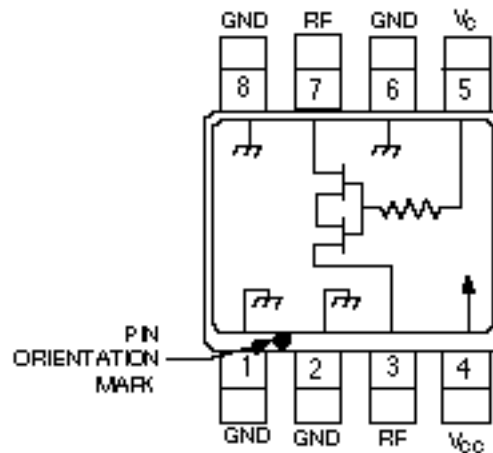 GND RF GND VC
8 7 6 5
PIN
ORIENTATION
MARK
1 2 3 4
GND GND RF VCC